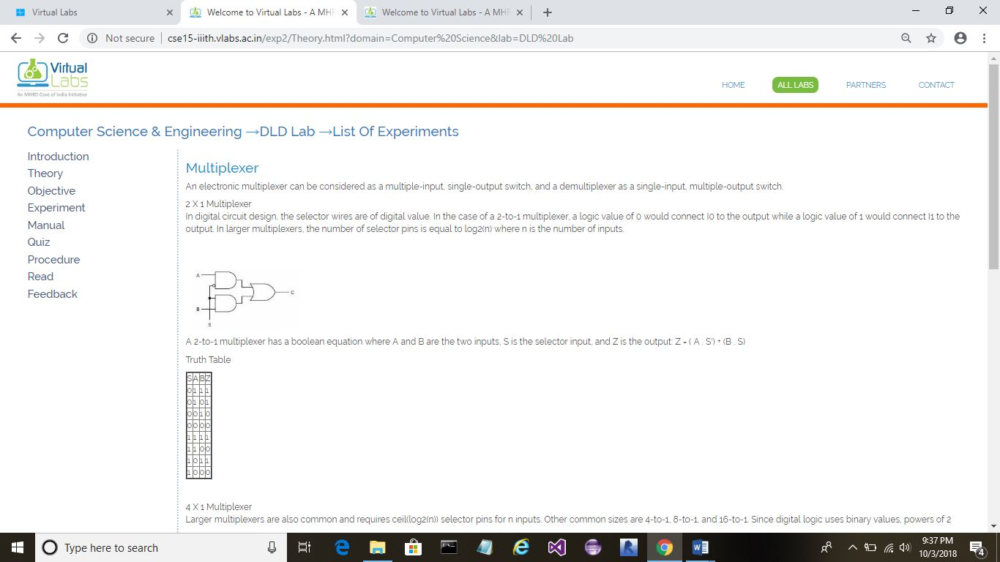 Virtual Labs
Welcome to Virtual Labs - A MHR
Welcome to Virtual Labs - A MHR
Not secure | cse15-iiith.vlabs.ac.in/exp2/Theory.html?domain=Computer%20Science&lab=DLD%20Lab
Virtual
Labs
An MHRD Govt of India Initiative
HOME ALL LABS PARTNERS CONTACT
Computer Science & Engineering →DLD Lab →List Of Experiments
Introduction
Theory
Objective
Experiment
Manual
Quiz
Procedure
Read
Feedback
Multiplexer
An electronic multiplexer can be considered as a multiple-input, single-output switch, and a demultiplexer as a single-input, multiple-output switch.
2 X 1 Multiplexer
In digital circuit design, the selector wires are of digital value. In the case of a 2-to-1 multiplexer, a logic value of 0 would connect I0 to the output while a logic value of 1 would connect I1 to the
output. In larger multiplexers, the number of selector pins is equal to log2(n) where n is the number of inputs.
A
B
S
C
A 2-to-1 multiplexer has a boolean equation where A and B are the two inputs, S is the selector input, and Z is the output: Z = ( A . S') + (B . S)
Truth Table
S A B Z
0 1 1 1
0 1 0 1
0 0 1 0
0 0 0 0
1 1 1 1
1 1 0 0
1 0 1 1
1 0 0 0
4 X 1 Multiplexer
Larger multiplexers are also common and requires ceil(log2(n)) selector pins for n inputs. Other common sizes are 4-to-1, 8-to-1, and 16-to-1. Since digital logic uses binary values, powers of 2
Type here to search
9:37 PM
10/3/2018
4